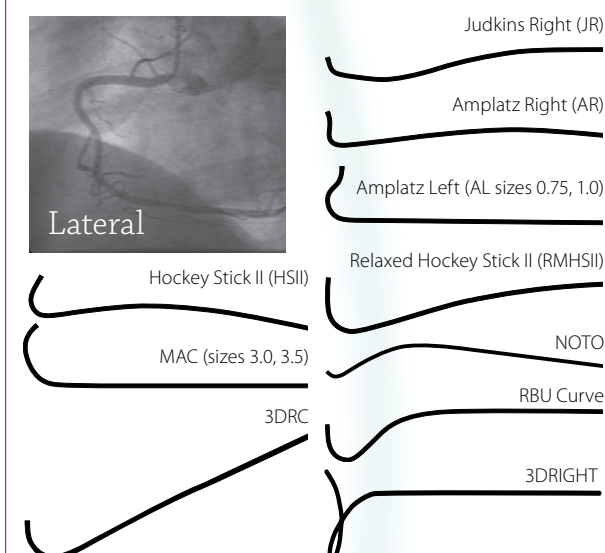 Lateral
Hockey Stick II (HSII)
MAC (sizes 3.0, 3.5)
3DRC
Judkins Right (JR)
Amplatz Right (AR)
Amplatz Left (AL sizes 0.75, 1.0)
Relaxed Hockey Stick II (RMHSII)
NOTO
RBU Curve
3DRIGHT